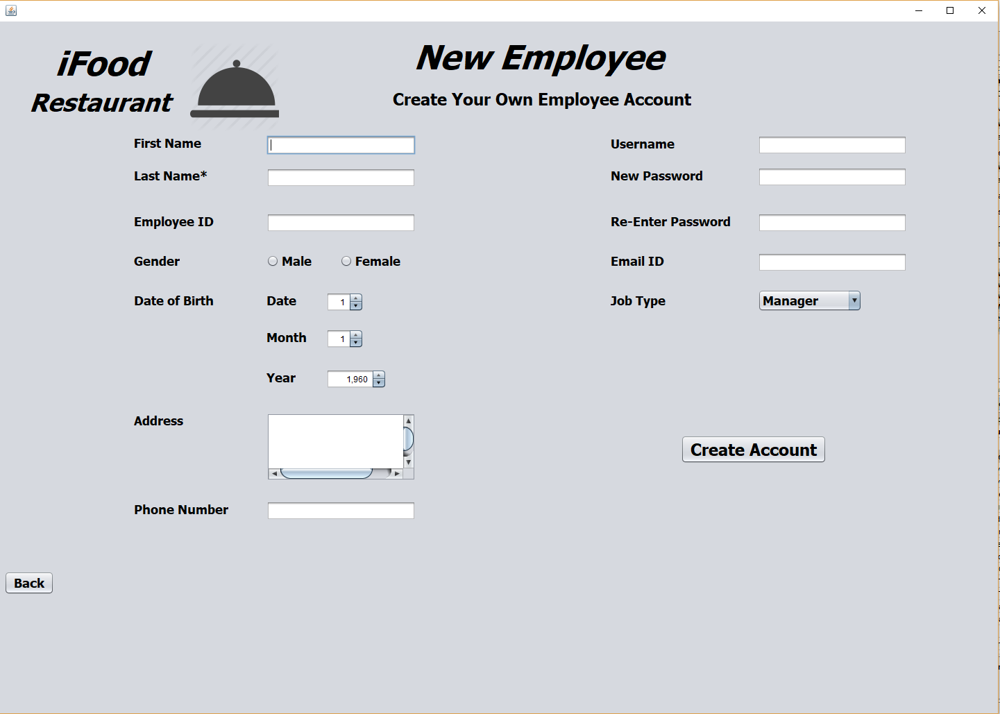 iFood
Restaurant
New Employee
Create Your Own Employee Account
First Name
Last Name*
Employee ID
Gender Male Female
Date of Birth Date 1
Month 1
Year 1,960
Address
Phone Number
Username
New Password
Re-Enter Password
Email ID
Job Type Manager
Create Account
Back